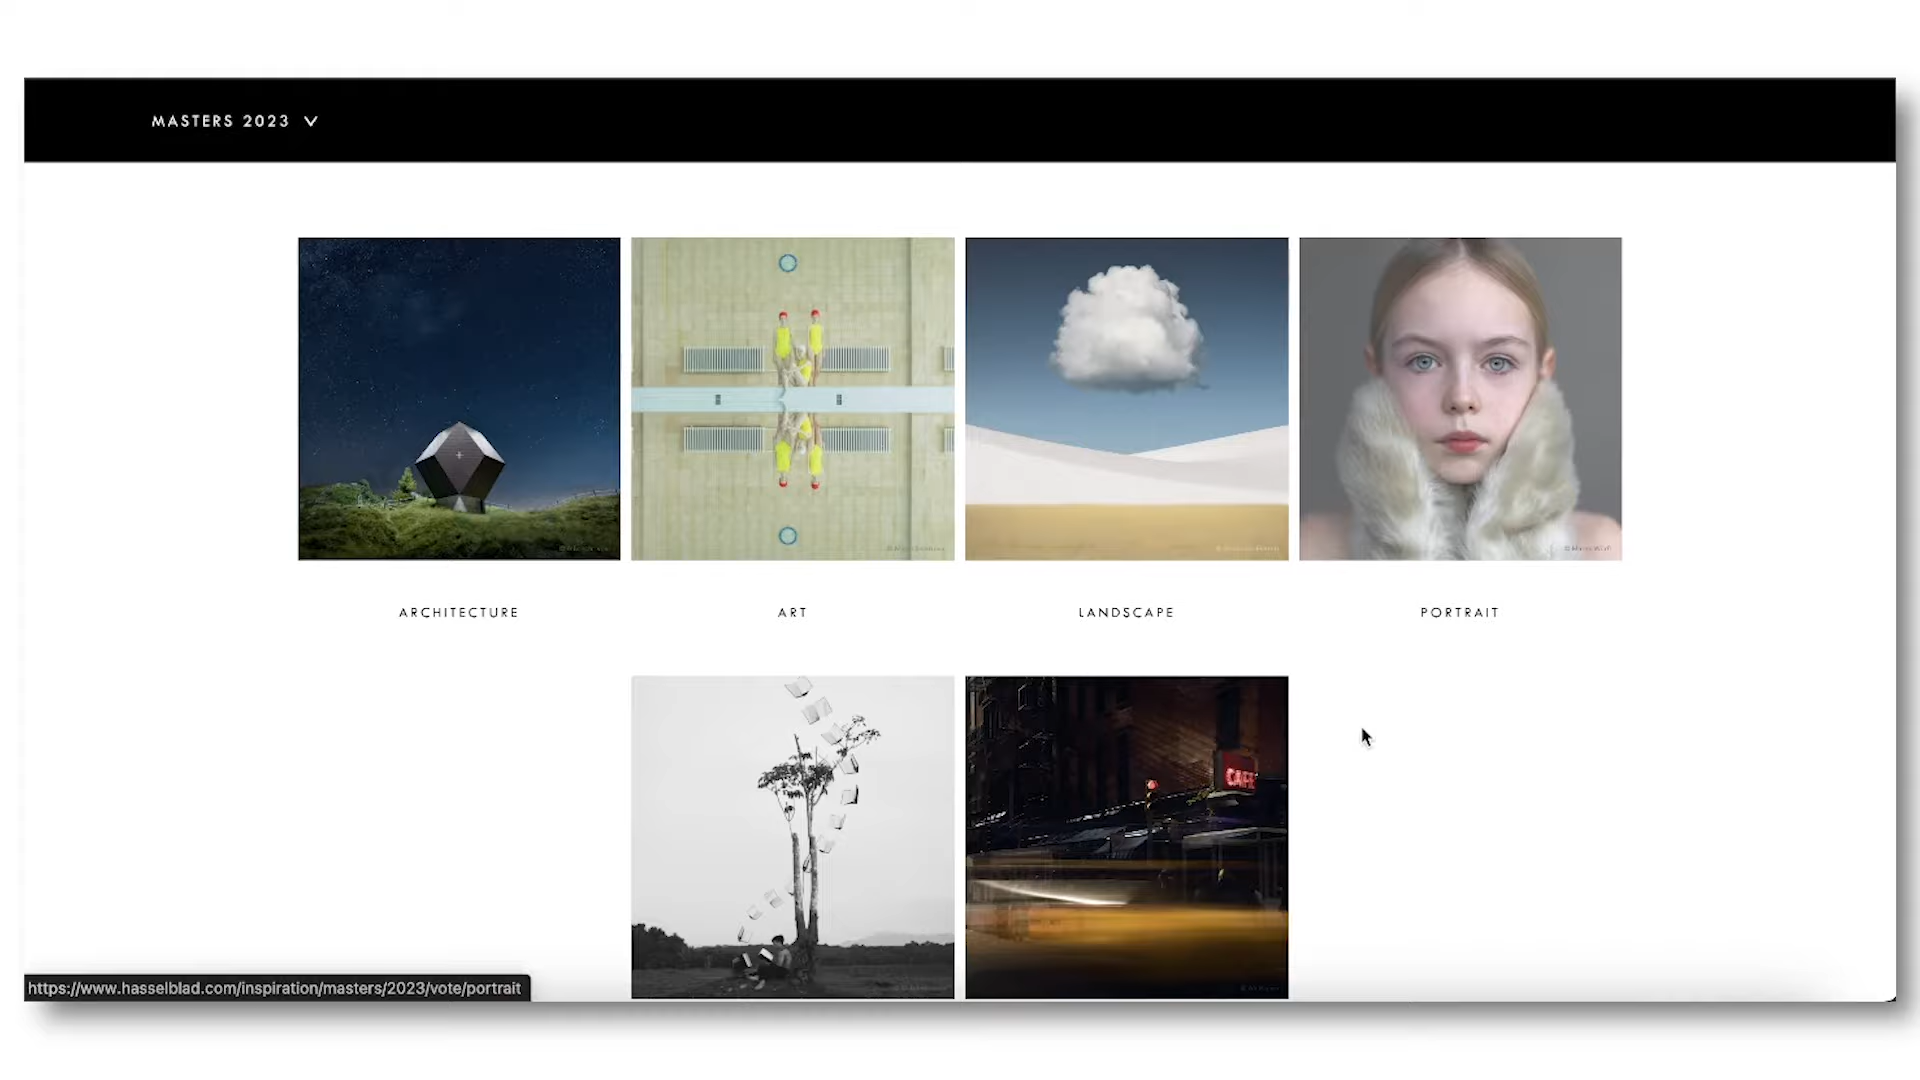 MASTERS 2023
ARCHITECTURE
ART
LANDSCAPE
PORTRAIT
CAFE
https://www.hasselblad.com/inspiration/masters/2023/vote/portrait